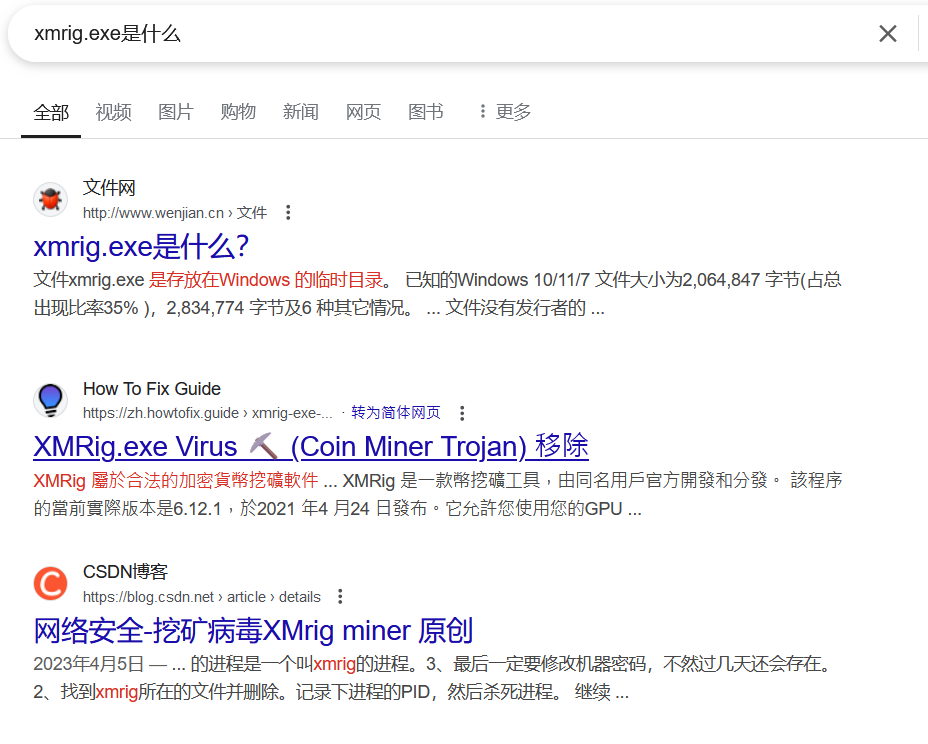 xmrig.exe是什么
全部 视频 图片 购物 新闻 网页 图书 更多
文件网
http://www.wenjian.cn › 文件
xmrig.exe是什么？
文件xmrig.exe 是存放在Windows 的临时目录。 已知的Windows 10/11/7 文件大小为2,064,847 字节(占总
出现比率35% )，2,834,774 字节及6 种其它情况。 ... 文件没有发行者的 ...
How To Fix Guide
https://zh.howtofix.guide › xmrig-exe-... · 转为简体网页
XMRig.exe Virus ⛏️ (Coin Miner Trojan) 移除
XMRig 屬於合法的加密貨幣挖礦軟件 ... XMRig 是一款幣挖礦工具，由同名用戶官方開發和分發。 該程序
的當前實際版本是6.12.1，於2021 年4 月24 日發布。它允許您使用您的GPU ...
CSDN博客
https://blog.csdn.net › article › details
网络安全-挖矿病毒XMrig miner 原创
2023年4月5日 — ... 的进程是一个叫xmrig的进程。3、最后一定要修改机器密码，不然过几天还会存在。
2、找到xmrig所在的文件并删除。记录下进程的PID，然后杀死进程。 继续 ...